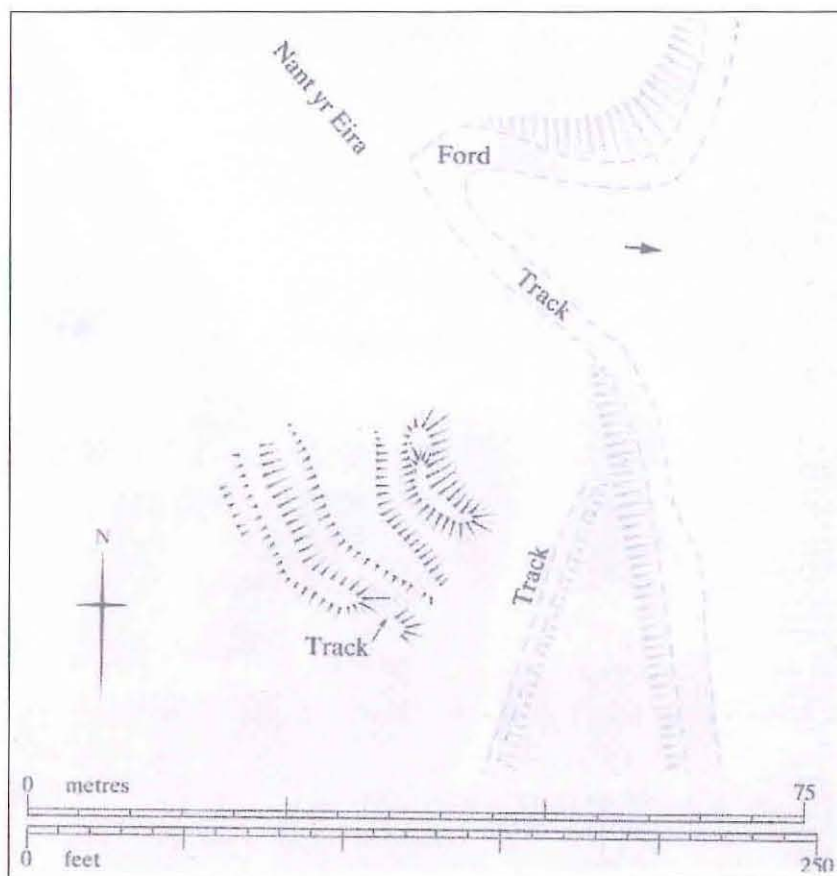 Nant yr Eira
Ford
Track
N
Track
Track
0 metres 75
0 feet 250